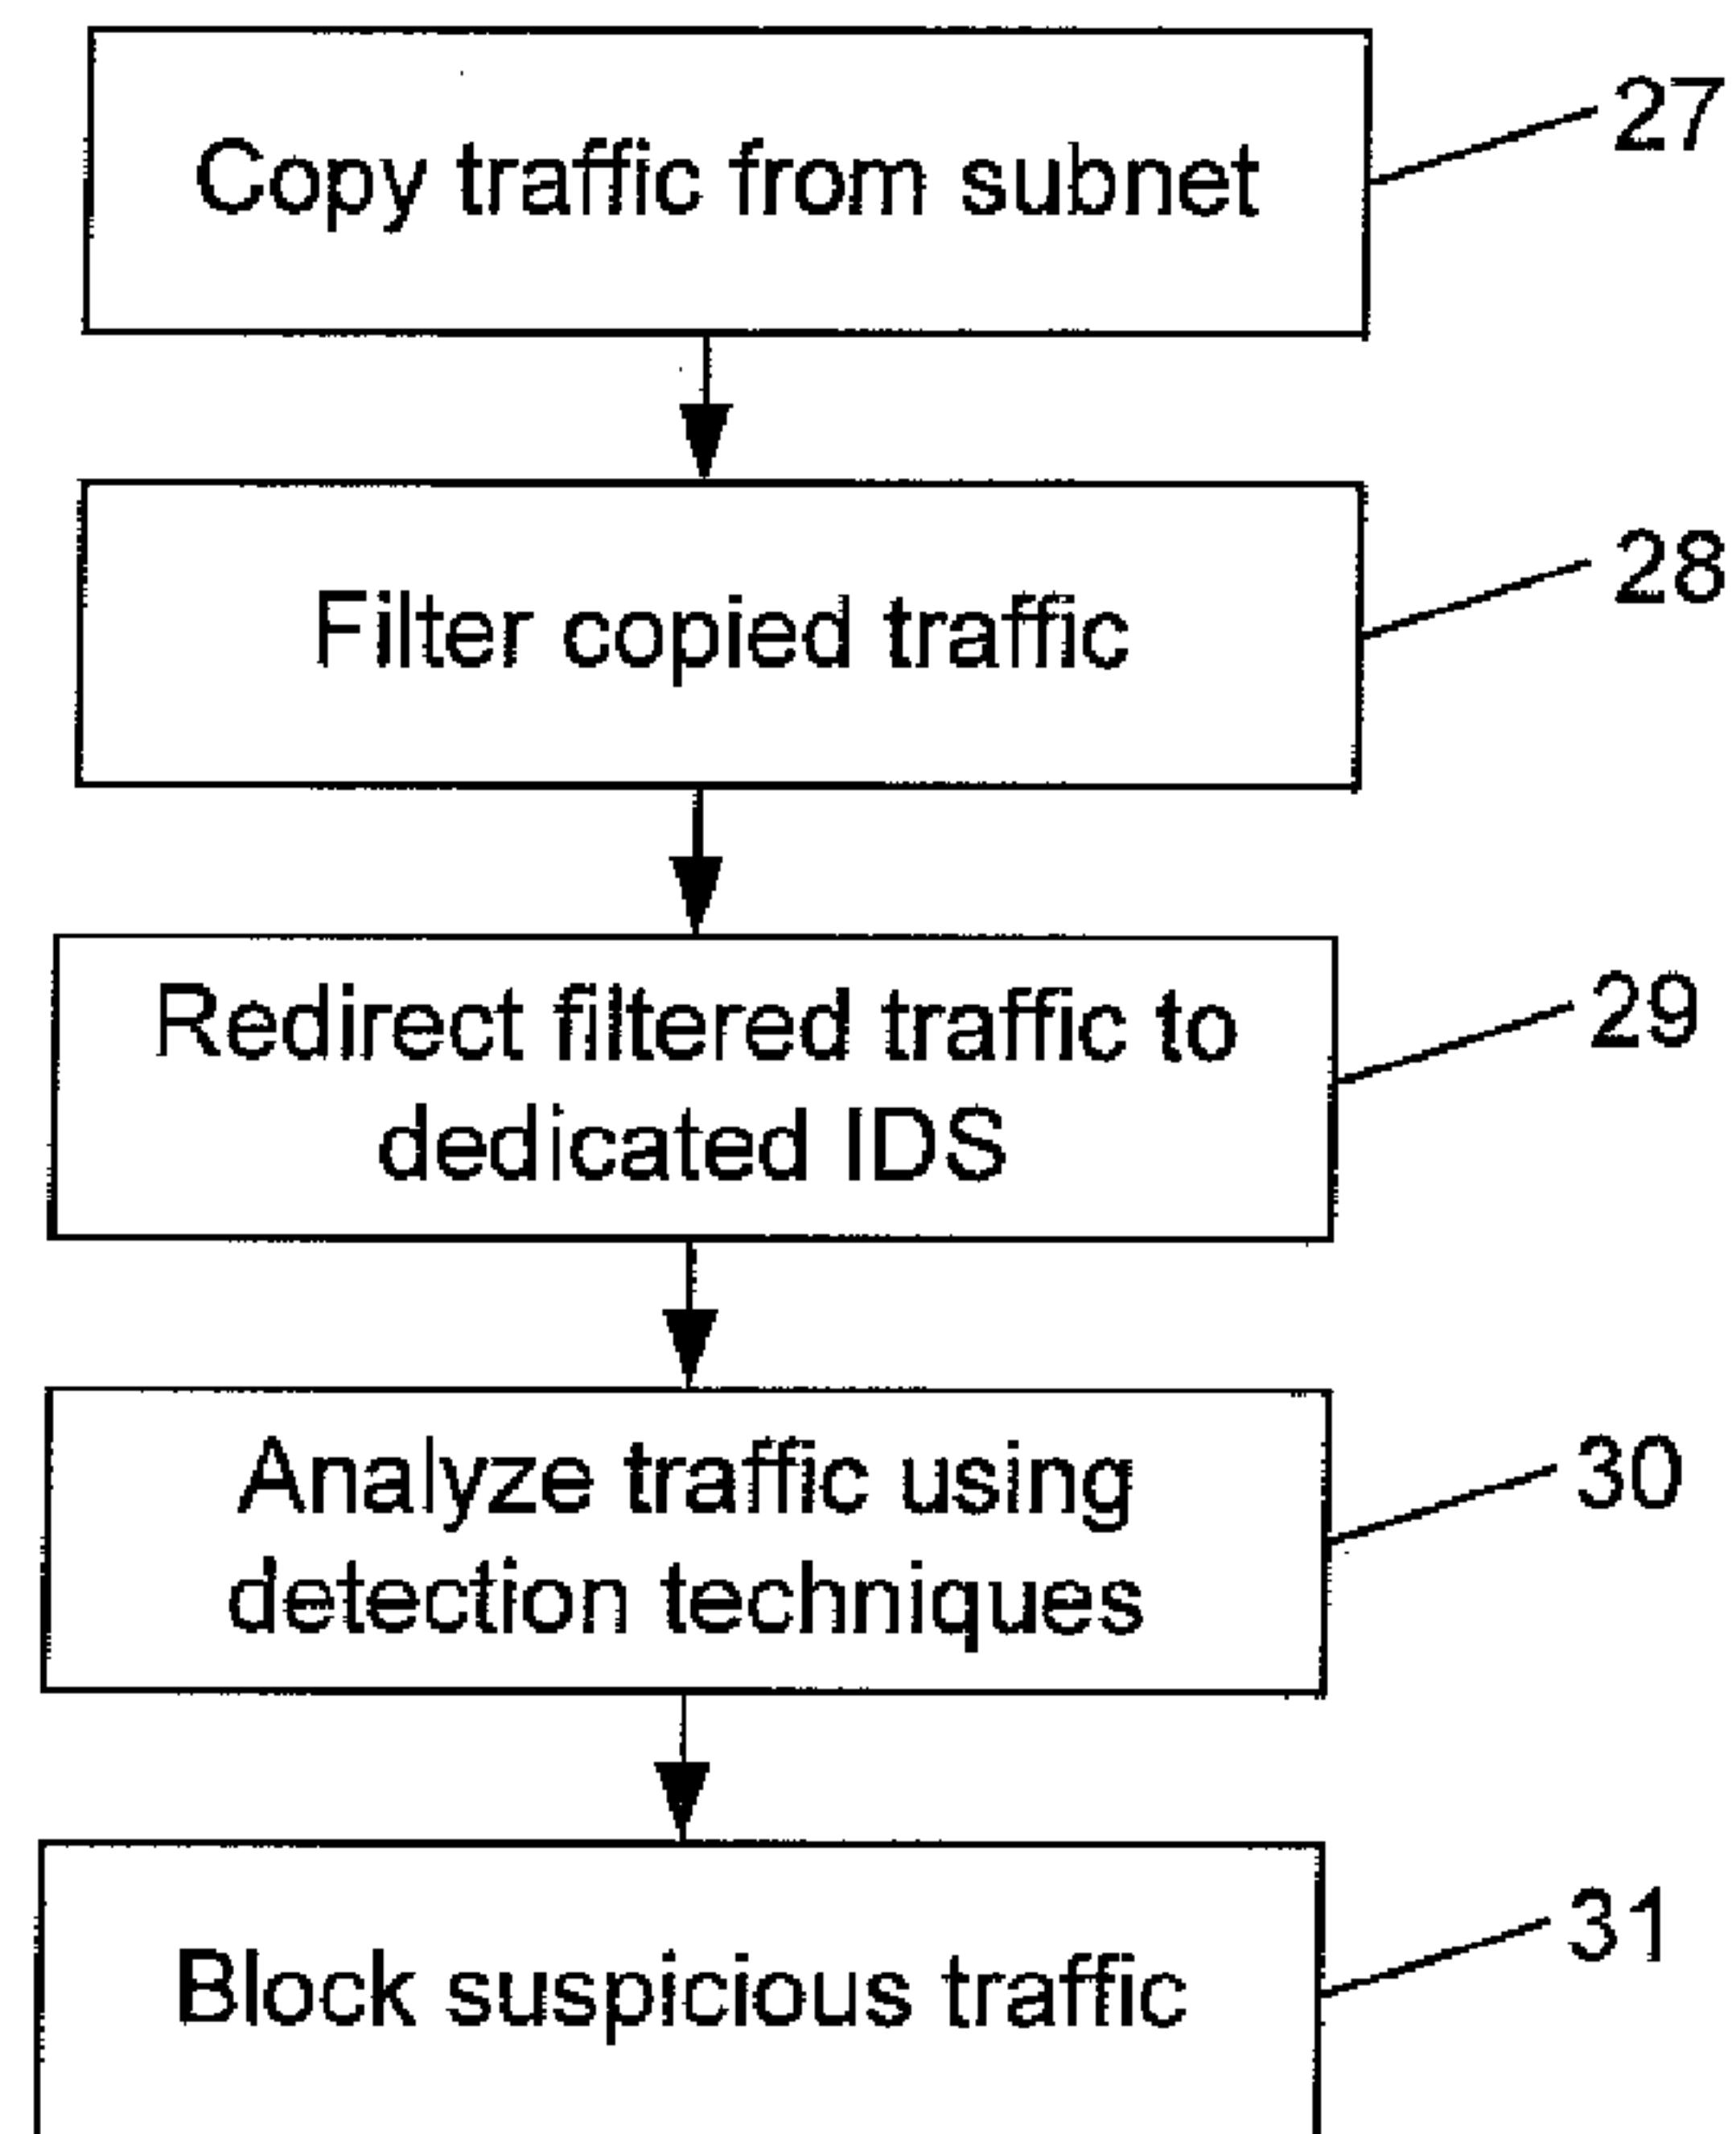 Copy traffic from subnet
27
Filter copied traffic
28
Redirect filtered traffic to
dedicated IDS
29
Analyze traffic using
detection techniques
30
Block suspicious traffic
31